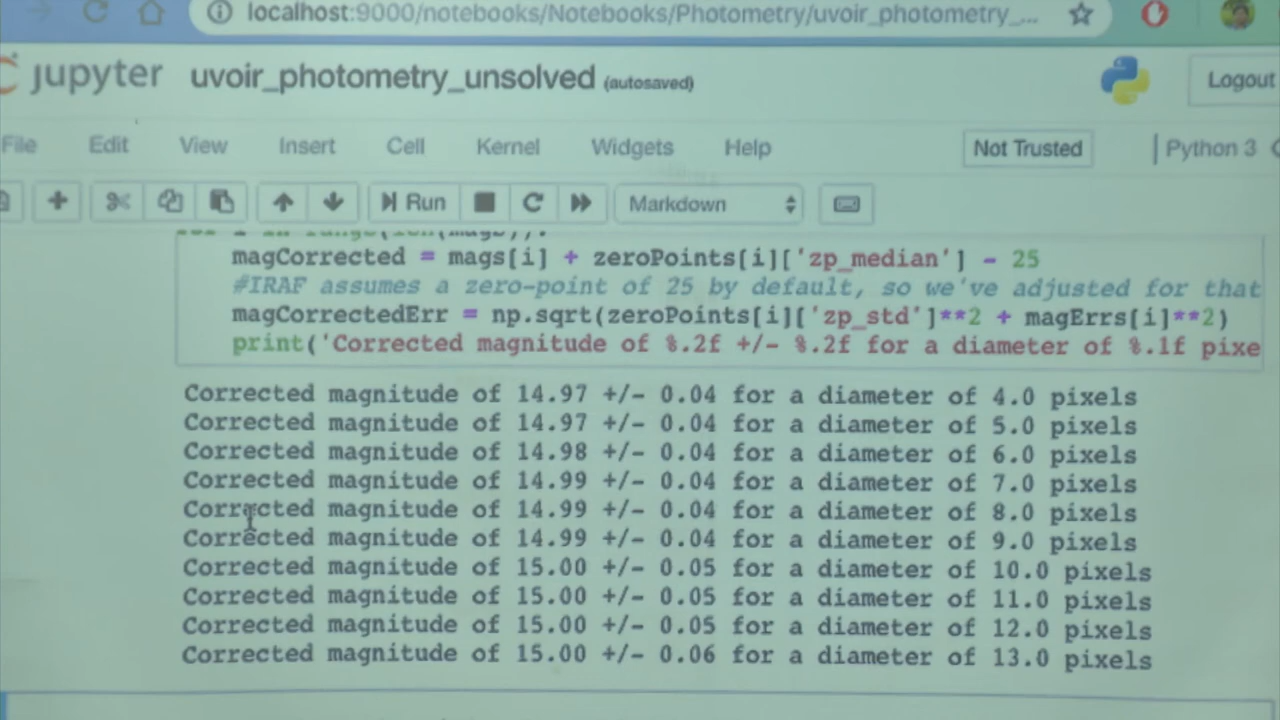 localhost:9000/notebooks/Notebooks/Photometry/uvoir_photometry_...
jupyter uvoir_photometry_unsolved (autosaved)
Logout
File Edit View Insert Cell Kernel Widgets Help Not Trusted | Python 3
Run Markdown
for i in range(len(mags)):
magCorrected = mags[i] + zeroPoints[i]['zp_median'] - 25
#IRAF assumes a zero-point of 25 by default, so we've adjusted for that
magCorrectedErr = np.sqrt(zeroPoints[i]['zp_std']**2 + magErrs[i]**2)
print('Corrected magnitude of %.2f +/- %.2f for a diameter of %.1f pixe
Corrected magnitude of 14.97 +/- 0.04 for a diameter of 4.0 pixels
Corrected magnitude of 14.97 +/- 0.04 for a diameter of 5.0 pixels
Corrected magnitude of 14.98 +/- 0.04 for a diameter of 6.0 pixels
Corrected magnitude of 14.99 +/- 0.04 for a diameter of 7.0 pixels
Corrected magnitude of 14.99 +/- 0.04 for a diameter of 8.0 pixels
Corrected magnitude of 14.99 +/- 0.04 for a diameter of 9.0 pixels
Corrected magnitude of 15.00 +/- 0.05 for a diameter of 10.0 pixels
Corrected magnitude of 15.00 +/- 0.05 for a diameter of 11.0 pixels
Corrected magnitude of 15.00 +/- 0.05 for a diameter of 12.0 pixels
Corrected magnitude of 15.00 +/- 0.06 for a diameter of 13.0 pixels